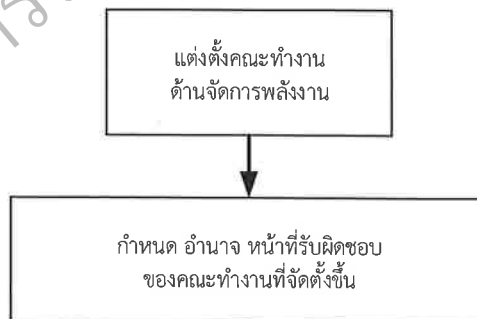 แต่งตั้งคณะทำงาน
ด้านจัดการพลังงาน
กำหนด อำนาจ หน้าที่รับผิดชอบ
ของคณะทำงานที่จัดตั้งขึ้น